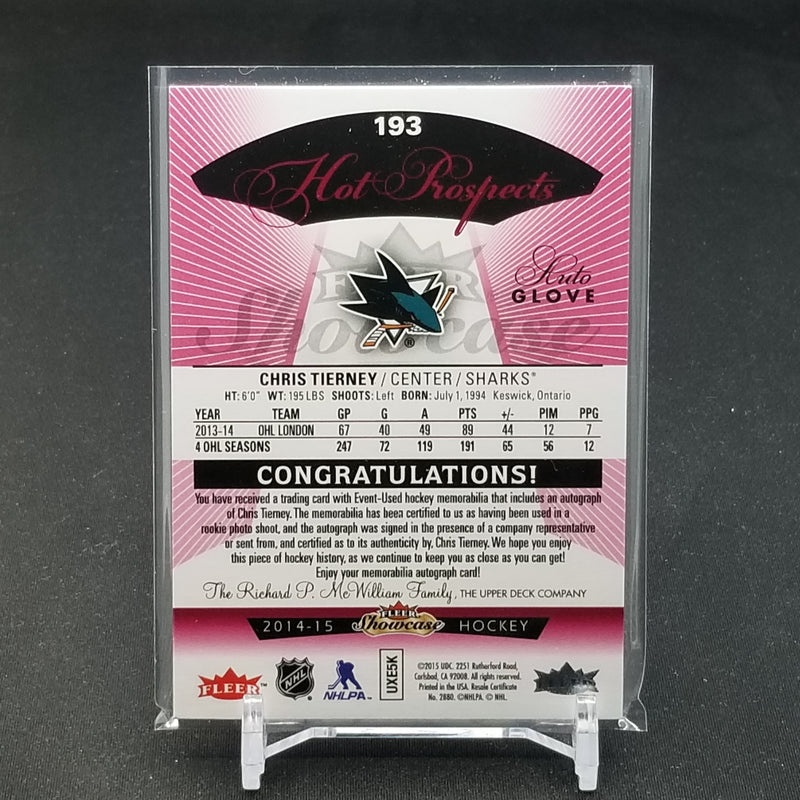 193
Hot Prospects
FLEER
Showcase
Auto
GLOVE
CHRIS TIERNEY / CENTER / SHARKS®
HT: 6'0" WT: 195 LBS SHOOTS: Left BORN: July 1, 1994 Keswick, Ontario
YEAR TEAM GP G A PTS +/- PIM PPG
2013-14 OHL LONDON 67 40 49 89 44 12 7
4 OHL SEASONS 247 72 119 191 65 56 12
CONGRATULATIONS!
You have received a trading card with Event-Used hockey memorabilia that includes an autograph
of Chris Tierney. The memorabilia has been certified to us as having been used in a
rookie photo shoot, and the autograph was signed in the presence of a company representative
or sent from, and certified as to its authenticity by, Chris Tierney. We hope you enjoy
this piece of hockey history, as we continue to keep you as close as you can get!
Enjoy your memorabilia autograph card!
The Richard P. McWilliam Family, THE UPPER DECK COMPANY
2014-15 FLEER Showcase HOCKEY
FLEER™
NHL
NHLPA™
UXE5K
©2015 UDC. 2251 Rutherford Road,
Carlsbad, CA 92008. All rights reserved.
Printed in the USA. Resale Certificate
No. 2880. ©NHLPA. © NHL.